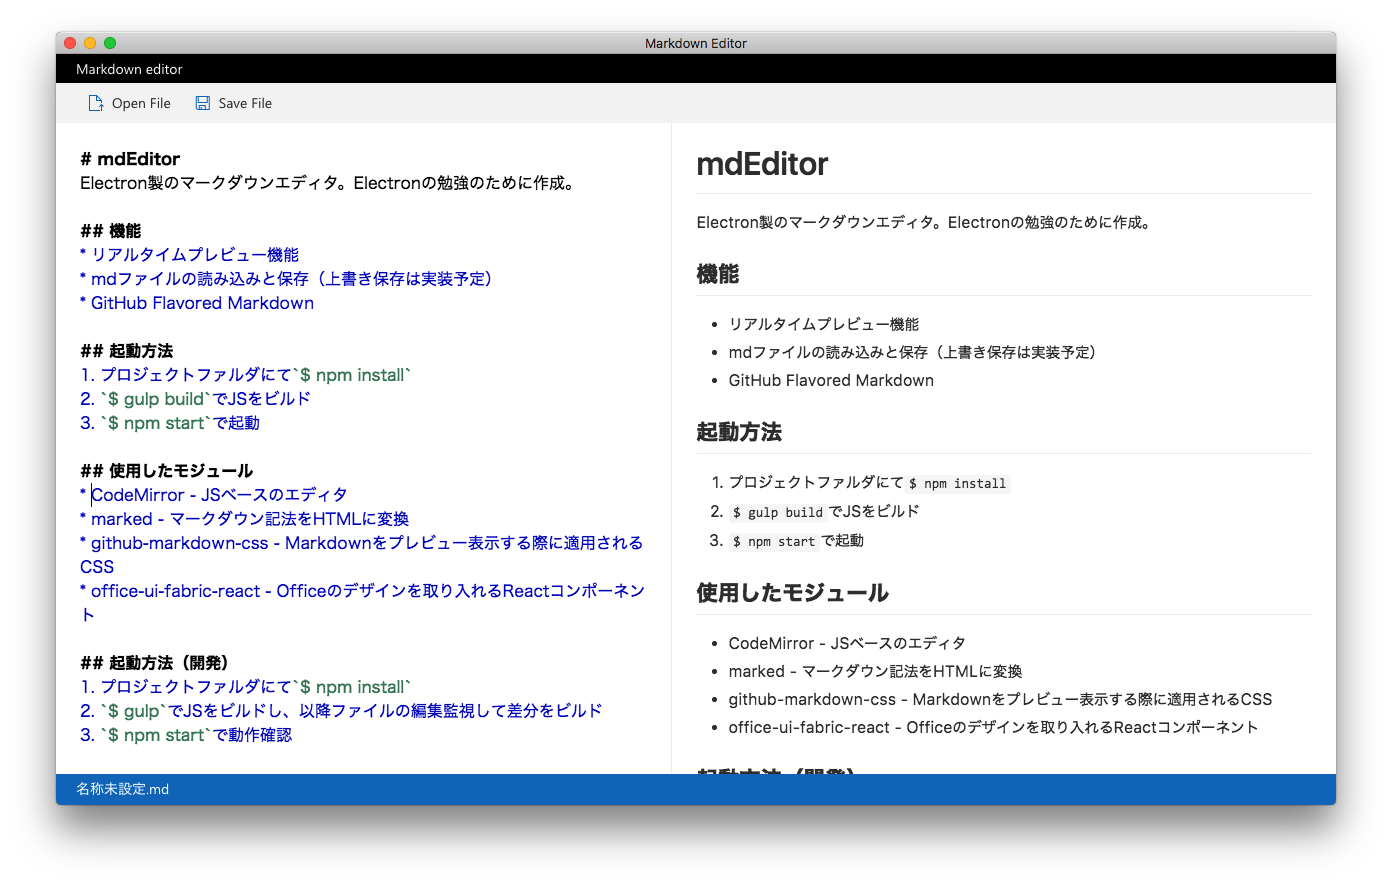 Markdown Editor
Markdown editor
Open File
Save File
# mdEditor
Electron製のマークダウンエディタ。Electronの勉強のために作成。
## 機能
* リアルタイムプレビュー機能
* mdファイルの読み込みと保存（上書き保存は実装予定）
* GitHub Flavored Markdown
## 起動方法
1. プロジェクトファルダにて`$ npm install`
2. `$ gulp build`でJSをビルド
3. `$ npm start`で起動
## 使用したモジュール
* CodeMirror - JSベースのエディタ
* marked - マークダウン記法をHTMLに変換
* github-markdown-css - Markdownをプレビュー表示する際に適用される
CSS
* office-ui-fabric-react - Officeのデザインを取り入れるReactコンポーネン
ト
## 起動方法（開発）
1. プロジェクトファルダにて`$ npm install`
2. `$ gulp`でJSをビルドし、以降ファイルの編集監視して差分をビルド
3. `$ npm start`で動作確認
mdEditor
Electron製のマークダウンエディタ。Electronの勉強のために作成。
機能
• リアルタイムプレビュー機能
• mdファイルの読み込みと保存（上書き保存は実装予定）
• GitHub Flavored Markdown
起動方法
1. プロジェクトファルダにて $ npm install
2. $ gulp build でJSをビルド
3. $ npm start で起動
使用したモジュール
• CodeMirror - JSベースのエディタ
• marked - マークダウン記法をHTMLに変換
• github-markdown-css - Markdownをプレビュー表示する際に適用されるCSS
• office-ui-fabric-react - Officeのデザインを取り入れるReactコンポーネント
起動方法（開発）
名称未設定.md